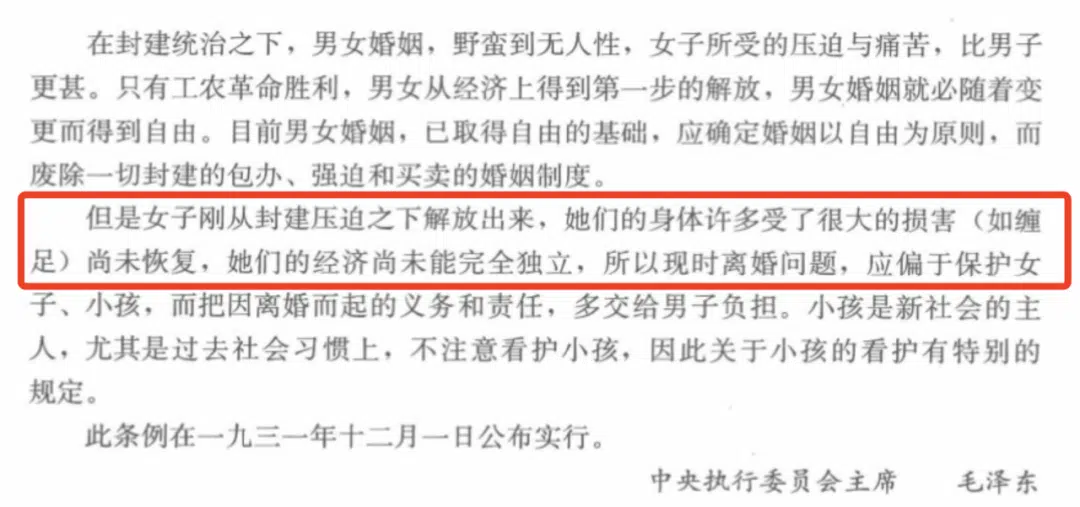 在封建统治之下，男女婚姻，野蛮到无人性，女子所受的压迫与痛苦，比男子
更甚。只有工农革命胜利，男女从经济上得到第一步的解放，男女婚姻就必随着变
更而得到自由。目前男女婚姻，已取得自由的基础，应确定婚姻以自由为原则，而
废除一切封建的包办、强迫和买卖的婚姻制度。
但是女子刚从封建压迫之下解放出来，她们的身体许多受了很大的损害（如缠
足）尚未恢复，她们的经济尚未能完全独立，所以现时离婚问题，应偏于保护女
子、小孩，而把因离婚而起的义务和责任，多交给男子负担。小孩是新社会的主
人，尤其是过去社会习惯上，不注意看护小孩，因此关于小孩的看护有特别的
规定。
此条例在一九三一年十二月一日公布实行。
中央执行委员会主席 毛泽东